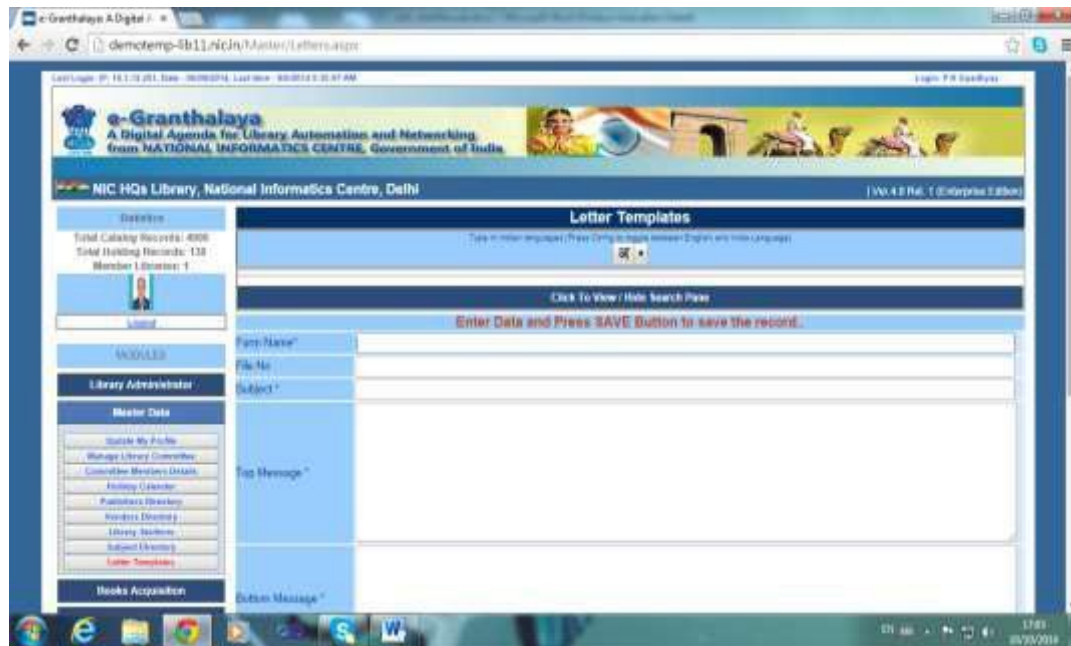 e-Granthalaya A Digital
demotemp-lib11.nic.in/Master/Letters.aspx
e-Granthalaya
A Digital Agenda for Library Automation and Networking
from NATIONAL INFORMATICS CENTRE, Government of India
NIC HQs Library, National Informatics Centre, Delhi
Statistics
Total Catalog Records:
Total Holding Records:
Member Libraries: 1
Logout
MODULES
Library Administrator
Master Data
Update My Profile
Manage Library Committee
Committee Members Details
Holiday Calendar
Publishers Directory
Vendors Directory
Library Sections
Subject Directory
Letter Templates
Books Acquisition
Letter Templates
अ
Click To View / Hide Search Pane
Enter Data and Press SAVE Button to save the record..
Form Name*
File No
Subject *
Top Message *
Bottom Message *
EN
17:03